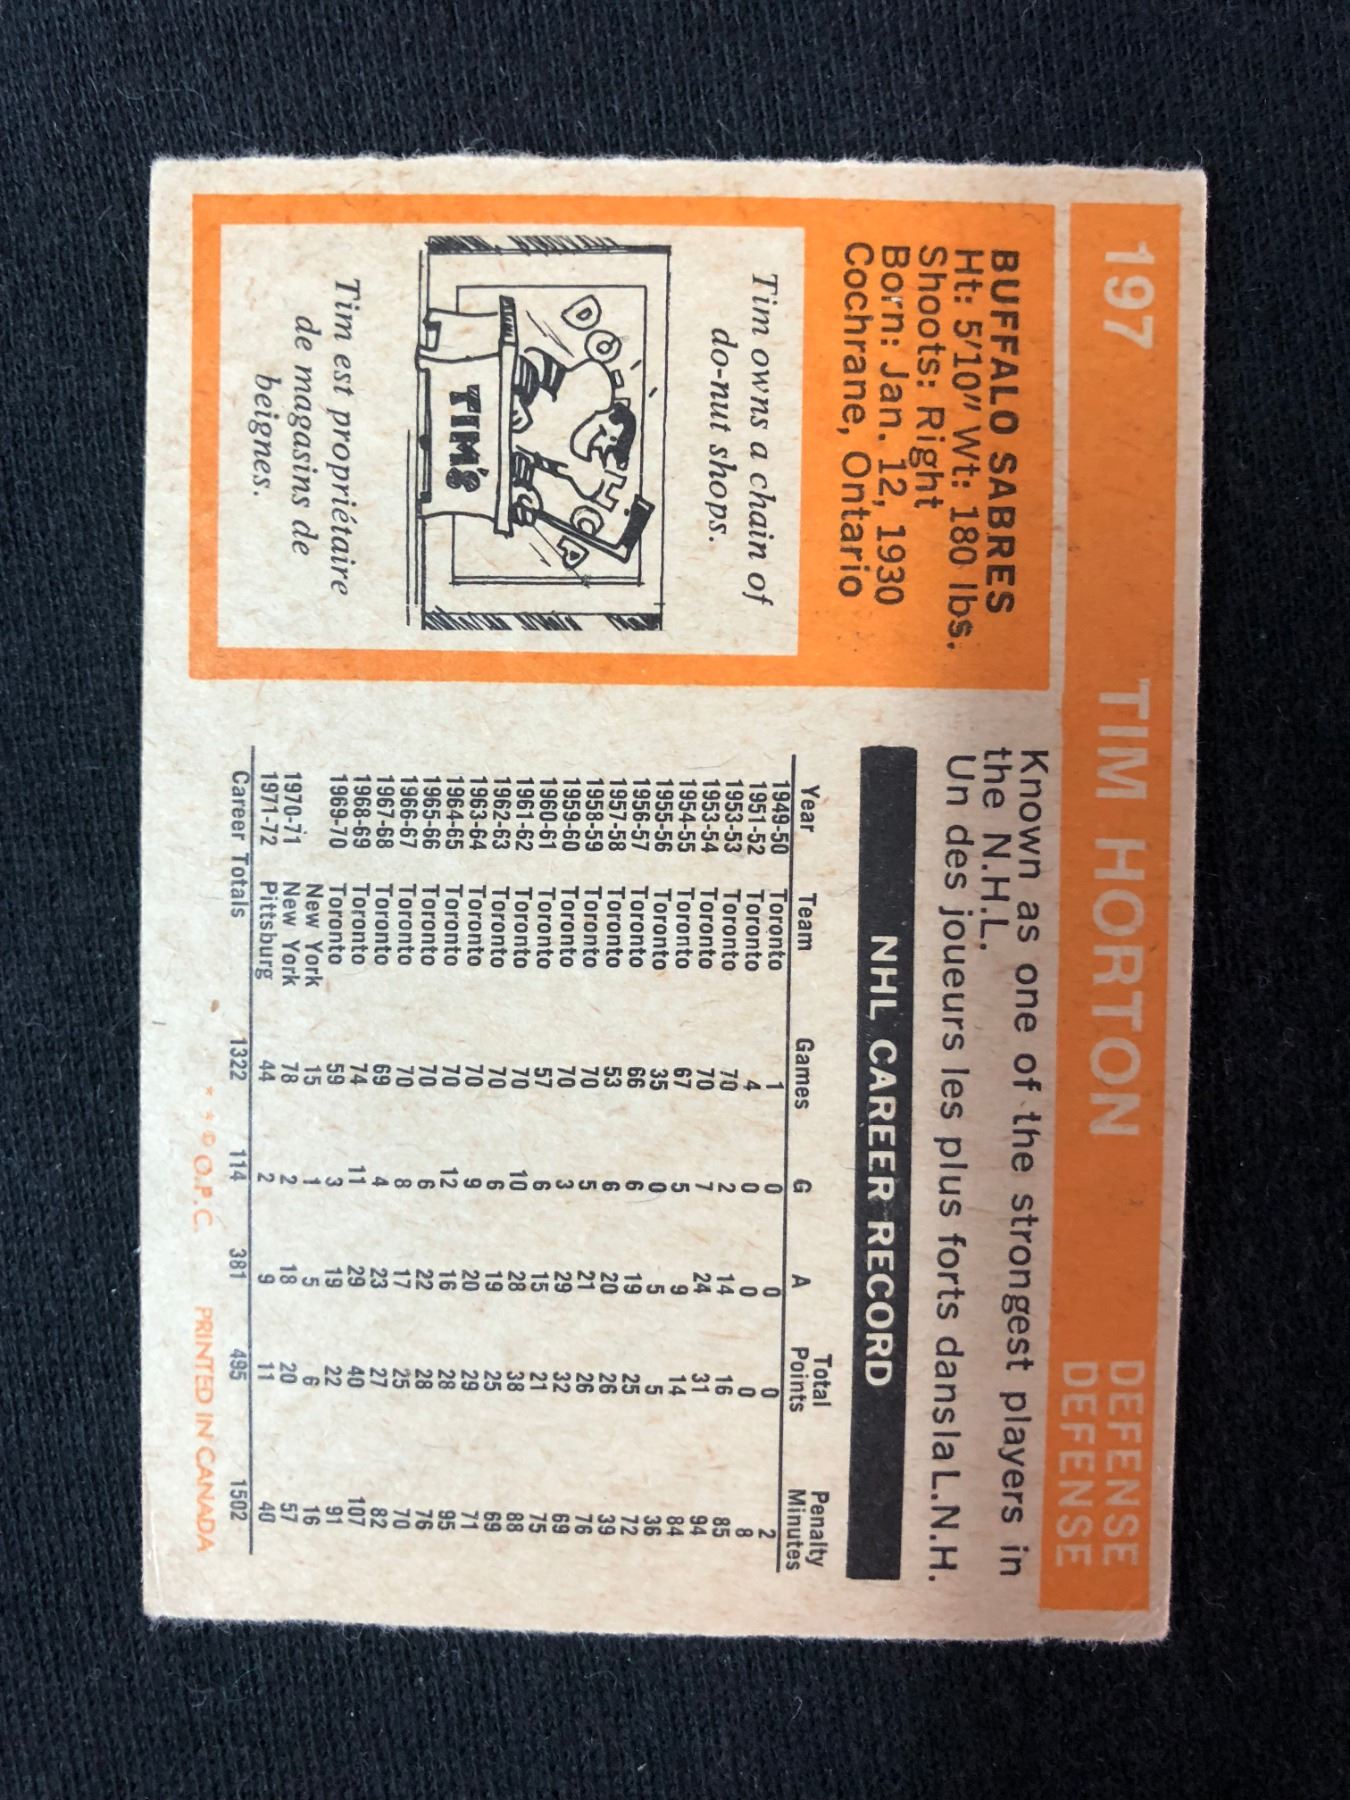 197 TIM HORTON DEFENSE
DEFENSE
BUFFALO SABRES
Ht: 5'10" Wt: 180 lbs.
Shoots: Right
Born: Jan. 12, 1930
Cochrane, Ontario
Tim owns a chain of
do-nut shops.
TIM'S
Tim est propriétaire
de magasins de
beignes.
Known as one of the strongest players in
the N.H.L.
Un des joueurs les plus forts dans la L.N.H.
NHL CAREER RECORD
Year Team Games G A Total Points Penalty Minutes
1949-50 Toronto 1 0 0 0 2
1951-52 Toronto 4 0 0 0 8
1953-53 Toronto 70 2 14 16 85
1953-54 Toronto 70 7 24 31 94
1954-55 Toronto 67 5 9 14 84
1955-56 Toronto 35 0 5 5 36
1956-57 Toronto 66 6 19 25 72
1957-58 Toronto 53 6 20 26 39
1958-59 Toronto 70 5 21 26 76
1959-60 Toronto 70 3 29 32 69
1960-61 Toronto 57 6 15 21 75
1961-62 Toronto 70 10 28 38 88
1962-63 Toronto 70 6 19 25 69
1963-64 Toronto 70 9 20 29 71
1964-65 Toronto 70 12 16 28 95
1965-66 Toronto 70 6 22 28 76
1966-67 Toronto 70 8 17 25 70
1967-68 Toronto 69 4 23 27 82
1968-69 Toronto 74 11 29 40 107
1969-70 Toronto 59 3 19 22 91
New York 15 1 5 6 16
1970-71 New York 78 2 18 20 57
1971-72 Pittsburg 44 2 9 11 40
Career Totals 1322 114 381 495 1502
* * © O.P.C. PRINTED IN CANADA